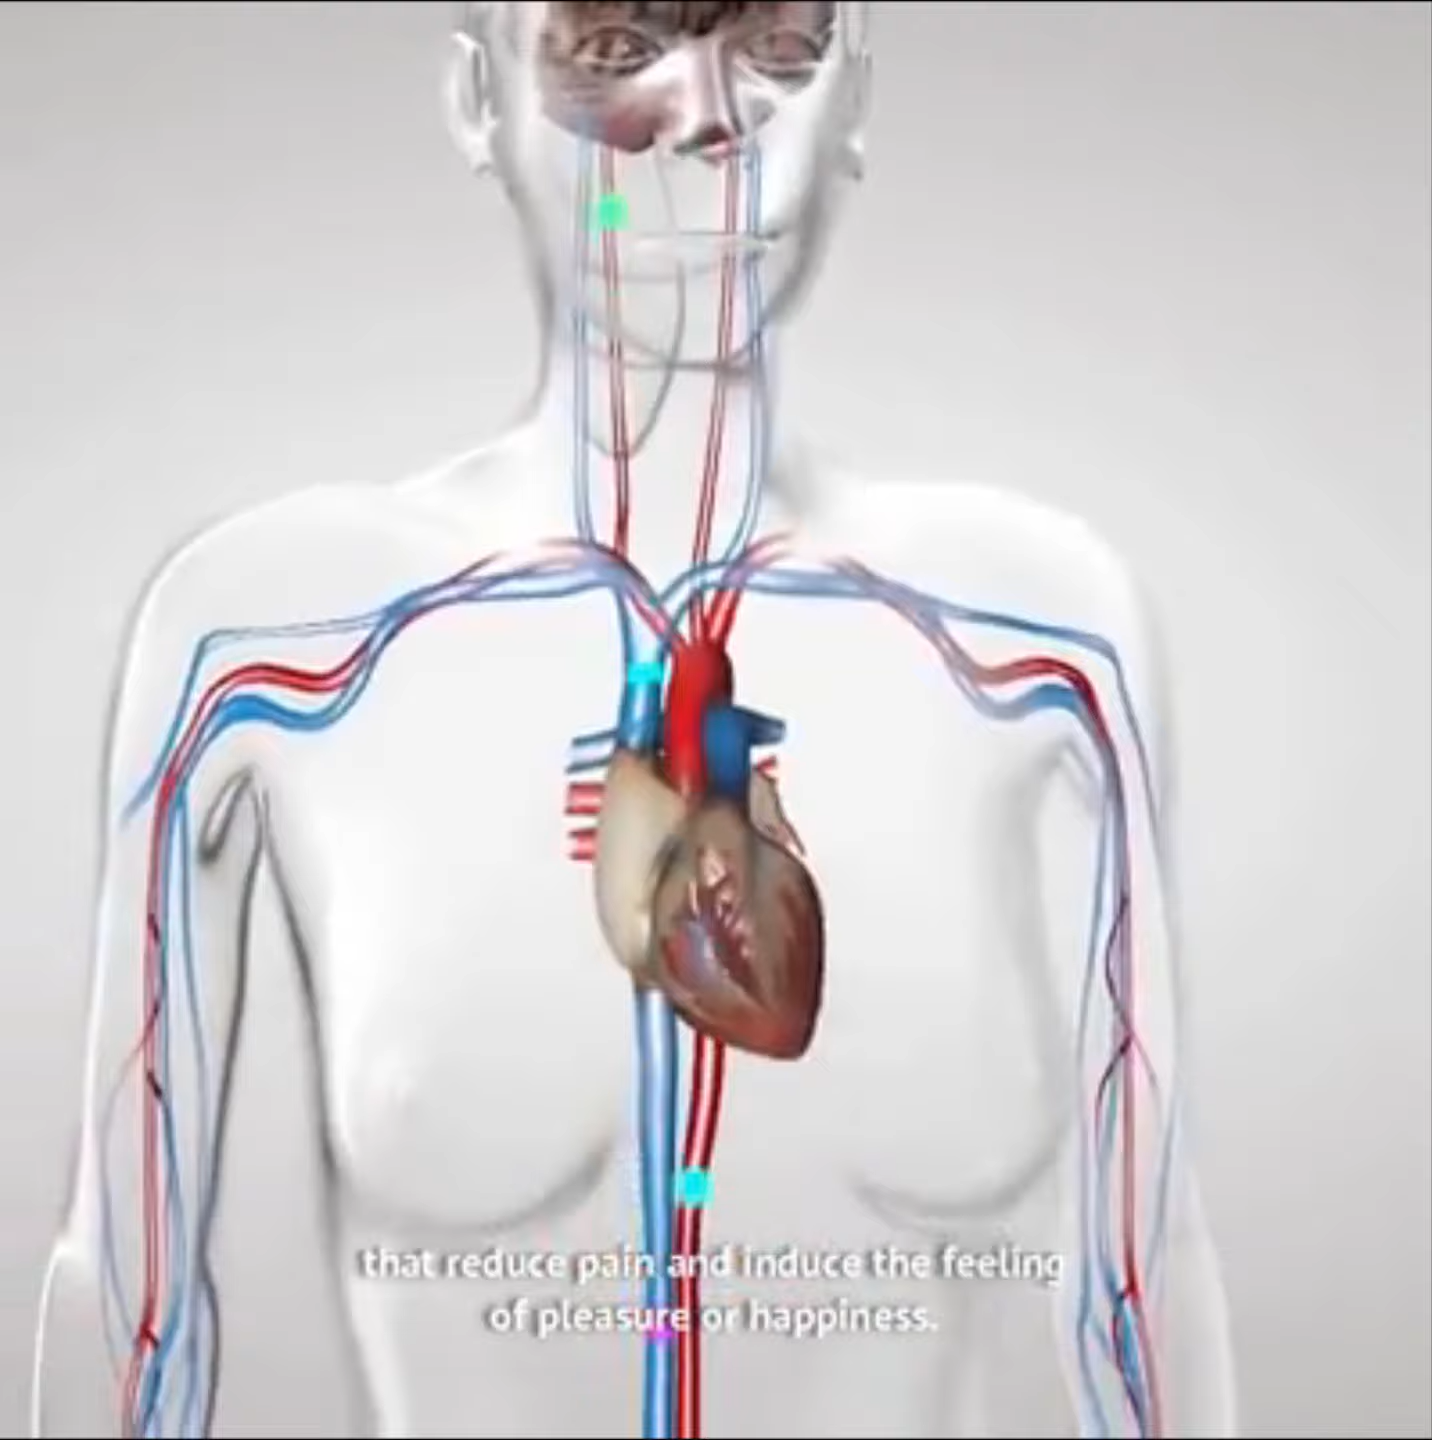 that reduce pain and induce the feeling
of pleasure or happiness.